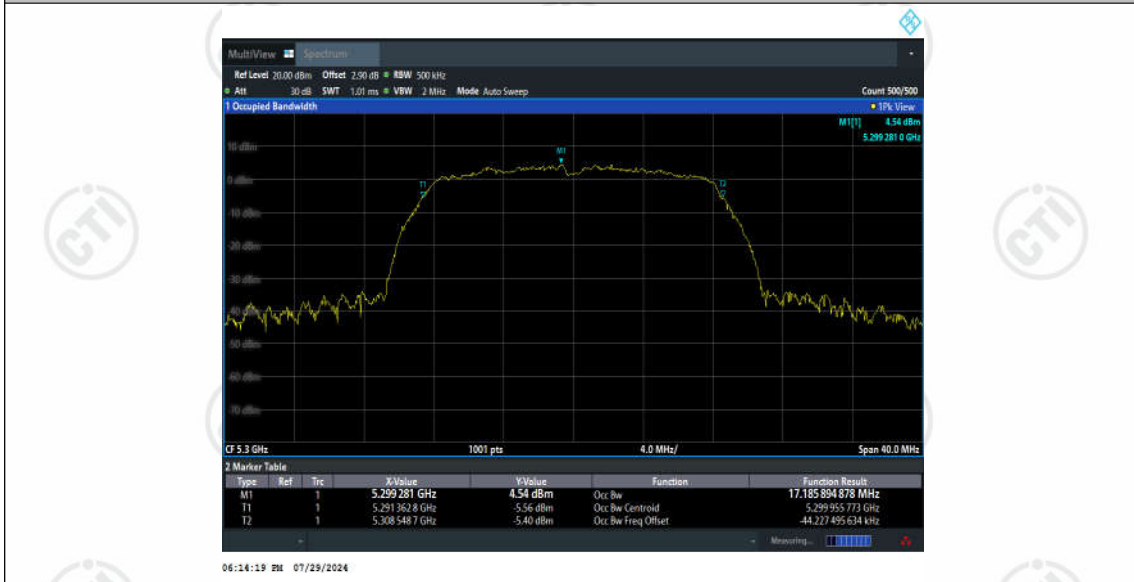 MultiView Spectrum
Ref Level 20.00 dBm Offset 2.90 dB RBW 500 kHz
Att 30 dB SWT 1.01 ms VBW 2 MHz Mode Auto Sweep Count 500/500
1 Occupied Bandwidth 1Pk View
M1[1] 4.54 dBm
5.299 281 0 GHz
10 dBm
M1
0 dBm
T1
T2
-10 dBm
-20 dBm
-30 dBm
-40 dBm
-50 dBm
-60 dBm
-70 dBm
CF 5.3 GHz 1001 pts 4.0 MHz/ Span 40.0 MHz
2 Marker Table
Type Ref Trc X-Value Y-Value Function Function Result
M1 1 5.299 281 GHz 4.54 dBm Occ Bw 17.185 894 878 MHz
T1 1 5.291 362 8 GHz -5.56 dBm Occ Bw Centroid 5.299 955 773 GHz
T2 1 5.308 548 7 GHz -5.40 dBm Occ Bw Freq Offset -44.227 495 634 kHz
Measuring...
06:14:19 PM 07/29/2024
CTI
CTI